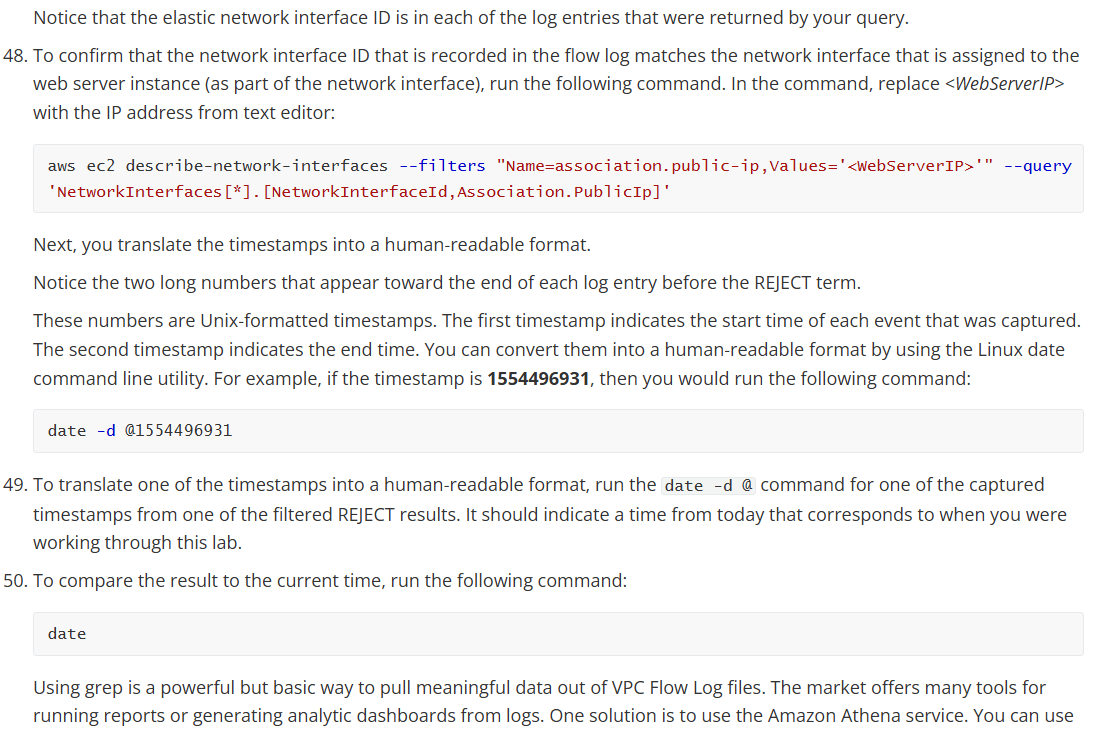 Notice that the elastic network interface ID is in each of the log entries that were returned by your query.
48. To confirm that the network interface ID that is recorded in the flow log matches the network interface that is assigned to the
web server instance (as part of the network interface), run the following command. In the command, replace <WebServerIP>
with the IP address from text editor:
aws ec2 describe-network-interfaces --filters "Name=association.public-ip,Values='<WebServerIP>'" --query
'NetworkInterfaces[*].[NetworkInterfaceId,Association.PublicIp]'
Next, you translate the timestamps into a human-readable format.
Notice the two long numbers that appear toward the end of each log entry before the REJECT term.
These numbers are Unix-formatted timestamps. The first timestamp indicates the start time of each event that was captured.
The second timestamp indicates the end time. You can convert them into a human-readable format by using the Linux date
command line utility. For example, if the timestamp is 1554496931, then you would run the following command:
date -d @1554496931
49. To translate one of the timestamps into a human-readable format, run the date -d @ command for one of the captured
timestamps from one of the filtered REJECT results. It should indicate a time from today that corresponds to when you were
working through this lab.
50. To compare the result to the current time, run the following command:
date
Using grep is a powerful but basic way to pull meaningful data out of VPC Flow Log files. The market offers many tools for
running reports or generating analytic dashboards from logs. One solution is to use the Amazon Athena service. You can use